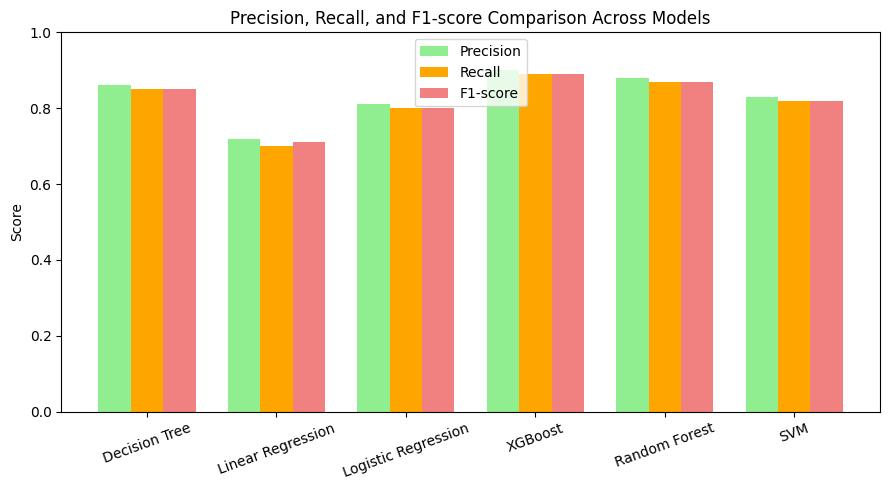 Precision, Recall, and F1-score Comparison Across Models
Precision
Recall
F1-score
Score
1.0
0.8
0.6
0.4
0.2
0.0
Decision Tree
Linear Regression
Logistic Regression
XGBoost
Random Forest
SVM